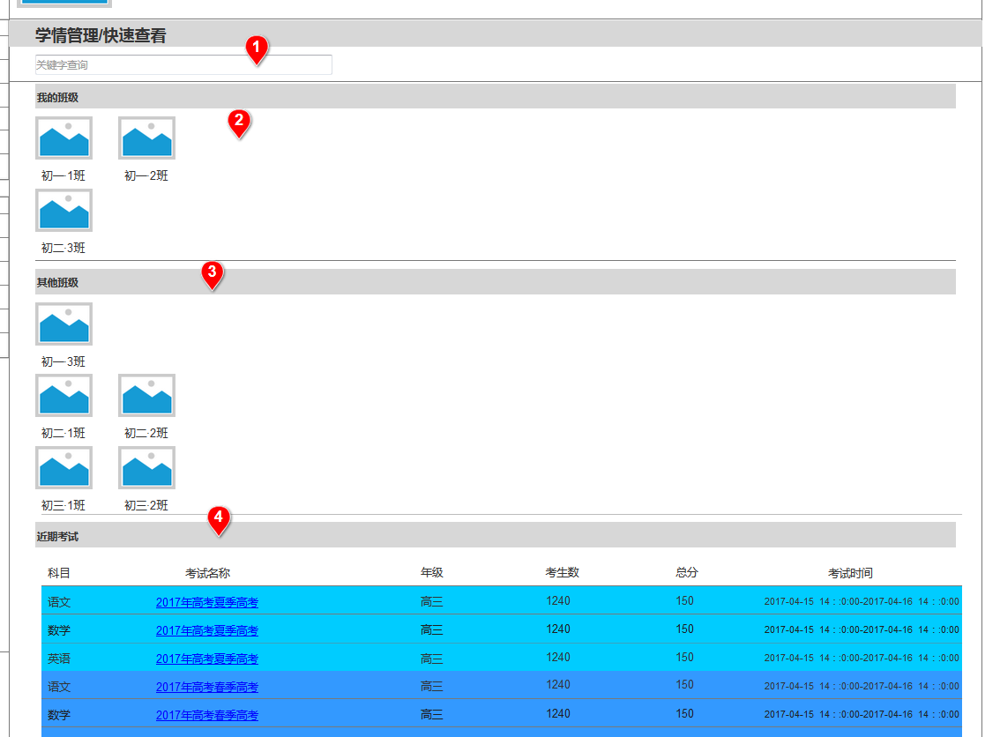 学情管理/快速查看
1
关键字查询
我的班级
2
初一·1班 初一·2班
初二·3班
3
其他班级
初一·3班
初二·1班 初二·2班
初三·1班 初三·2班
4
近期考试
科目 考试名称 年级 考生数 总分 考试时间
语文 2017年高考夏季高考 高三 1240 150 2017-04-15 14：:0:00-2017-04-16 14：:0:00
数学 2017年高考夏季高考 高三 1240 150 2017-04-15 14：:0:00-2017-04-16 14：:0:00
英语 2017年高考夏季高考 高三 1240 150 2017-04-15 14：:0:00-2017-04-16 14：:0:00
语文 2017年高考春季高考 高三 1240 150 2017-04-15 14：:0:00-2017-04-16 14：:0:00
数学 2017年高考春季高考 高三 1240 150 2017-04-15 14：:0:00-2017-04-16 14：:0:00